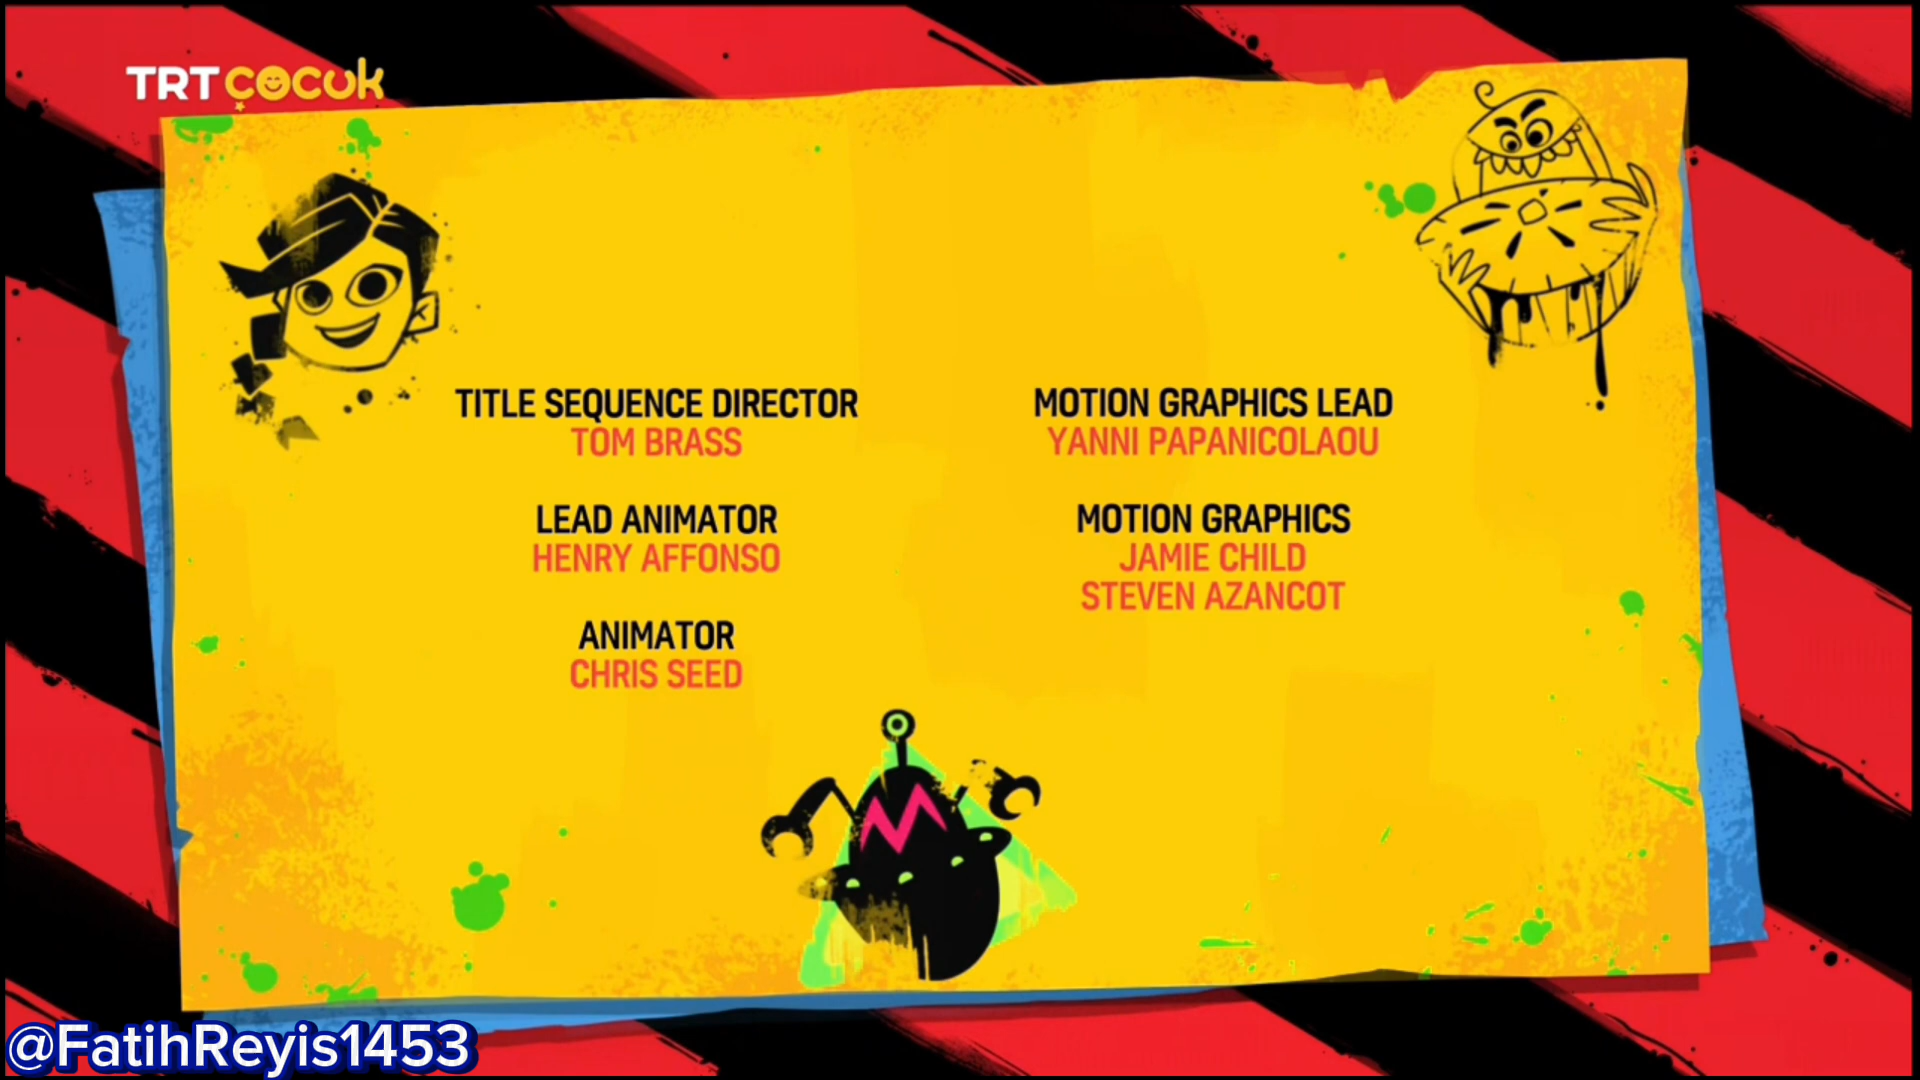 TRT çocuk
TITLE SEQUENCE DIRECTOR
TOM BRASS
LEAD ANIMATOR
HENRY AFFONSO
ANIMATOR
CHRIS SEED
MOTION GRAPHICS LEAD
YANNI PAPANICOLAOU
MOTION GRAPHICS
JAMIE CHILD
STEVEN AZANCOT
M
@FatihReyis1453